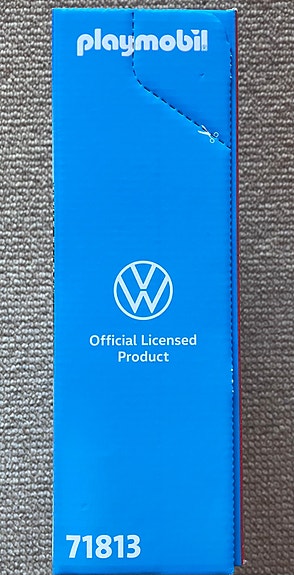 playmobil
Official Licensed
Product
71813